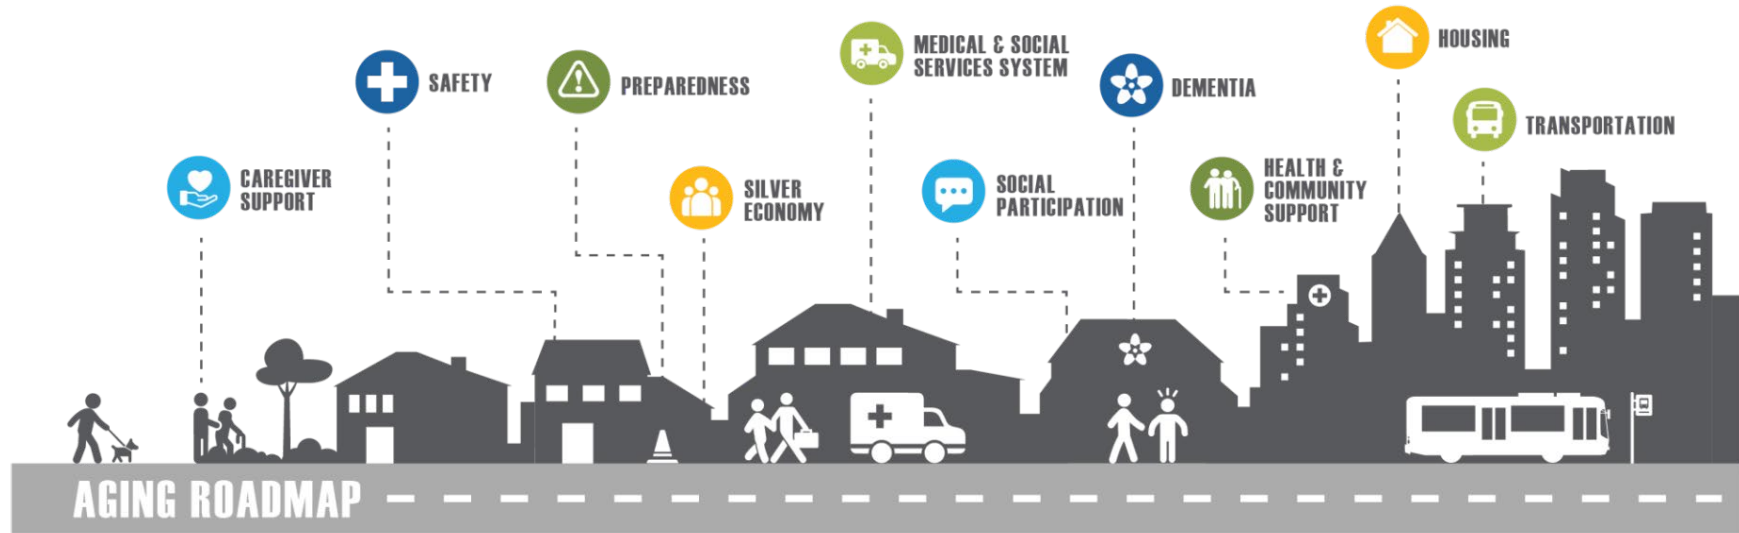 CAREGIVER
SUPPORT
SAFETY
PREPAREDNESS
SILVER
ECONOMY
MEDICAL & SOCIAL
SERVICES SYSTEM
SOCIAL
PARTICIPATION
DEMENTIA
HEALTH &
COMMUNITY
SUPPORT
HOUSING
TRANSPORTATION
AGING ROADMAP